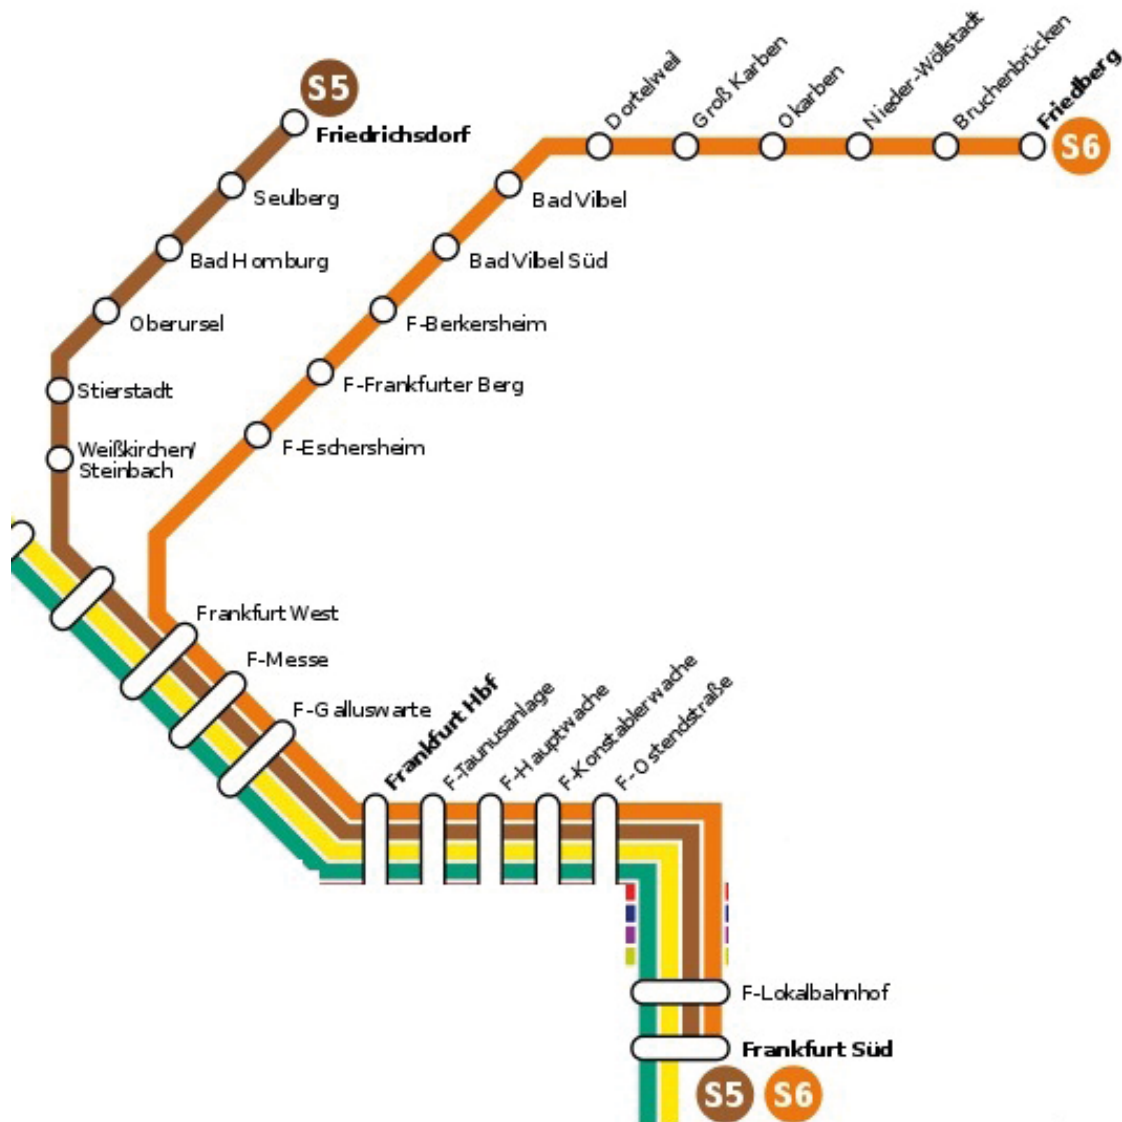 S5
Friedrichsdorf
Seulberg
Bad Homburg
Oberursel
Stierstadt
Weißkirchen/
Steinbach
Dortelweil
Groß Karben
Okarben
Nieder-Wöllstadt
Bruchenbrücken
Friedberg
S6
Bad Vilbel
Bad Vilbel Süd
F-Berkersheim
F-Frankfurter Berg
F-Eschersheim
Frankfurt West
F-Messe
F-Galluswarte
Frankfurt Hbf
F-Taunusanlage
F-Hauptwache
F-Konstablerwache
F-Ostendstraße
F-Lokalbahnhof
Frankfurt Süd
S5 S6